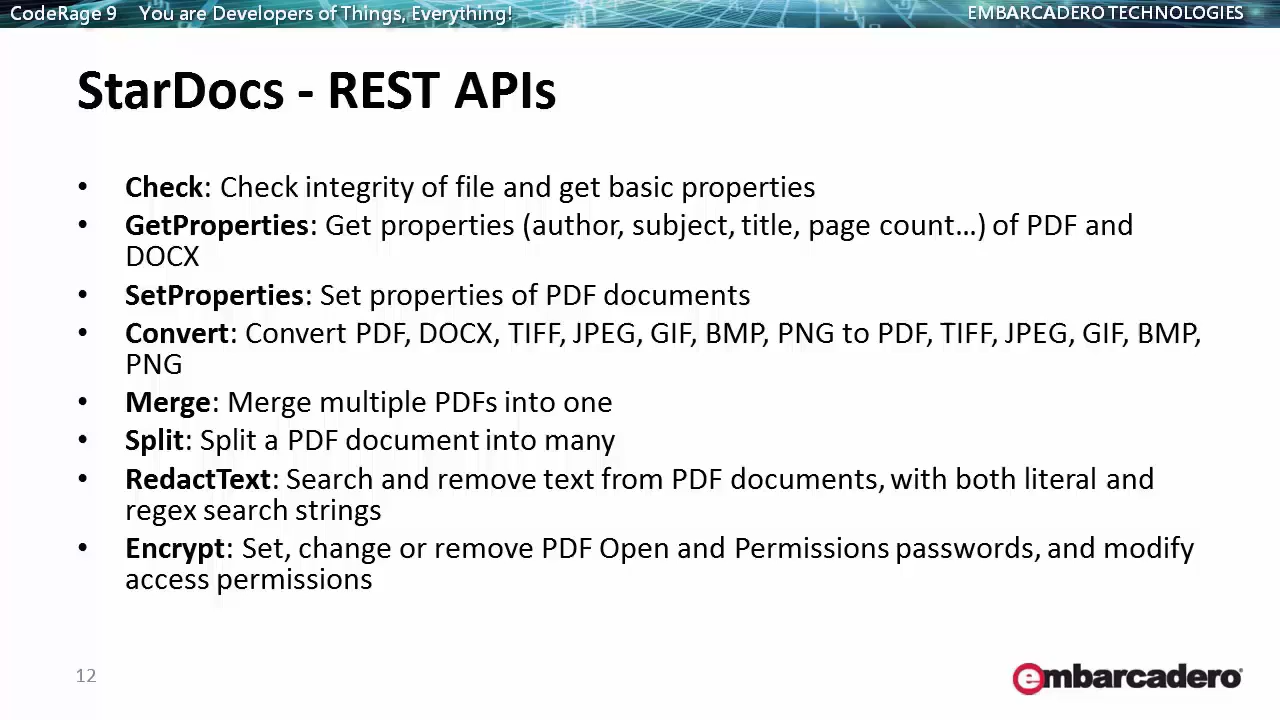 CodeRage 9 You are Developers of Things, Everything!
EMBARCADERO TECHNOLOGIES
StarDocs - REST APIs
• Check: Check integrity of file and get basic properties
• GetProperties: Get properties (author, subject, title, page count…) of PDF and
DOCX
• SetProperties: Set properties of PDF documents
• Convert: Convert PDF, DOCX, TIFF, JPEG, GIF, BMP, PNG to PDF, TIFF, JPEG, GIF, BMP,
PNG
• Merge: Merge multiple PDFs into one
• Split: Split a PDF document into many
• RedactText: Search and remove text from PDF documents, with both literal and
regex search strings
• Encrypt: Set, change or remove PDF Open and Permissions passwords, and modify
access permissions
12
embarcadero